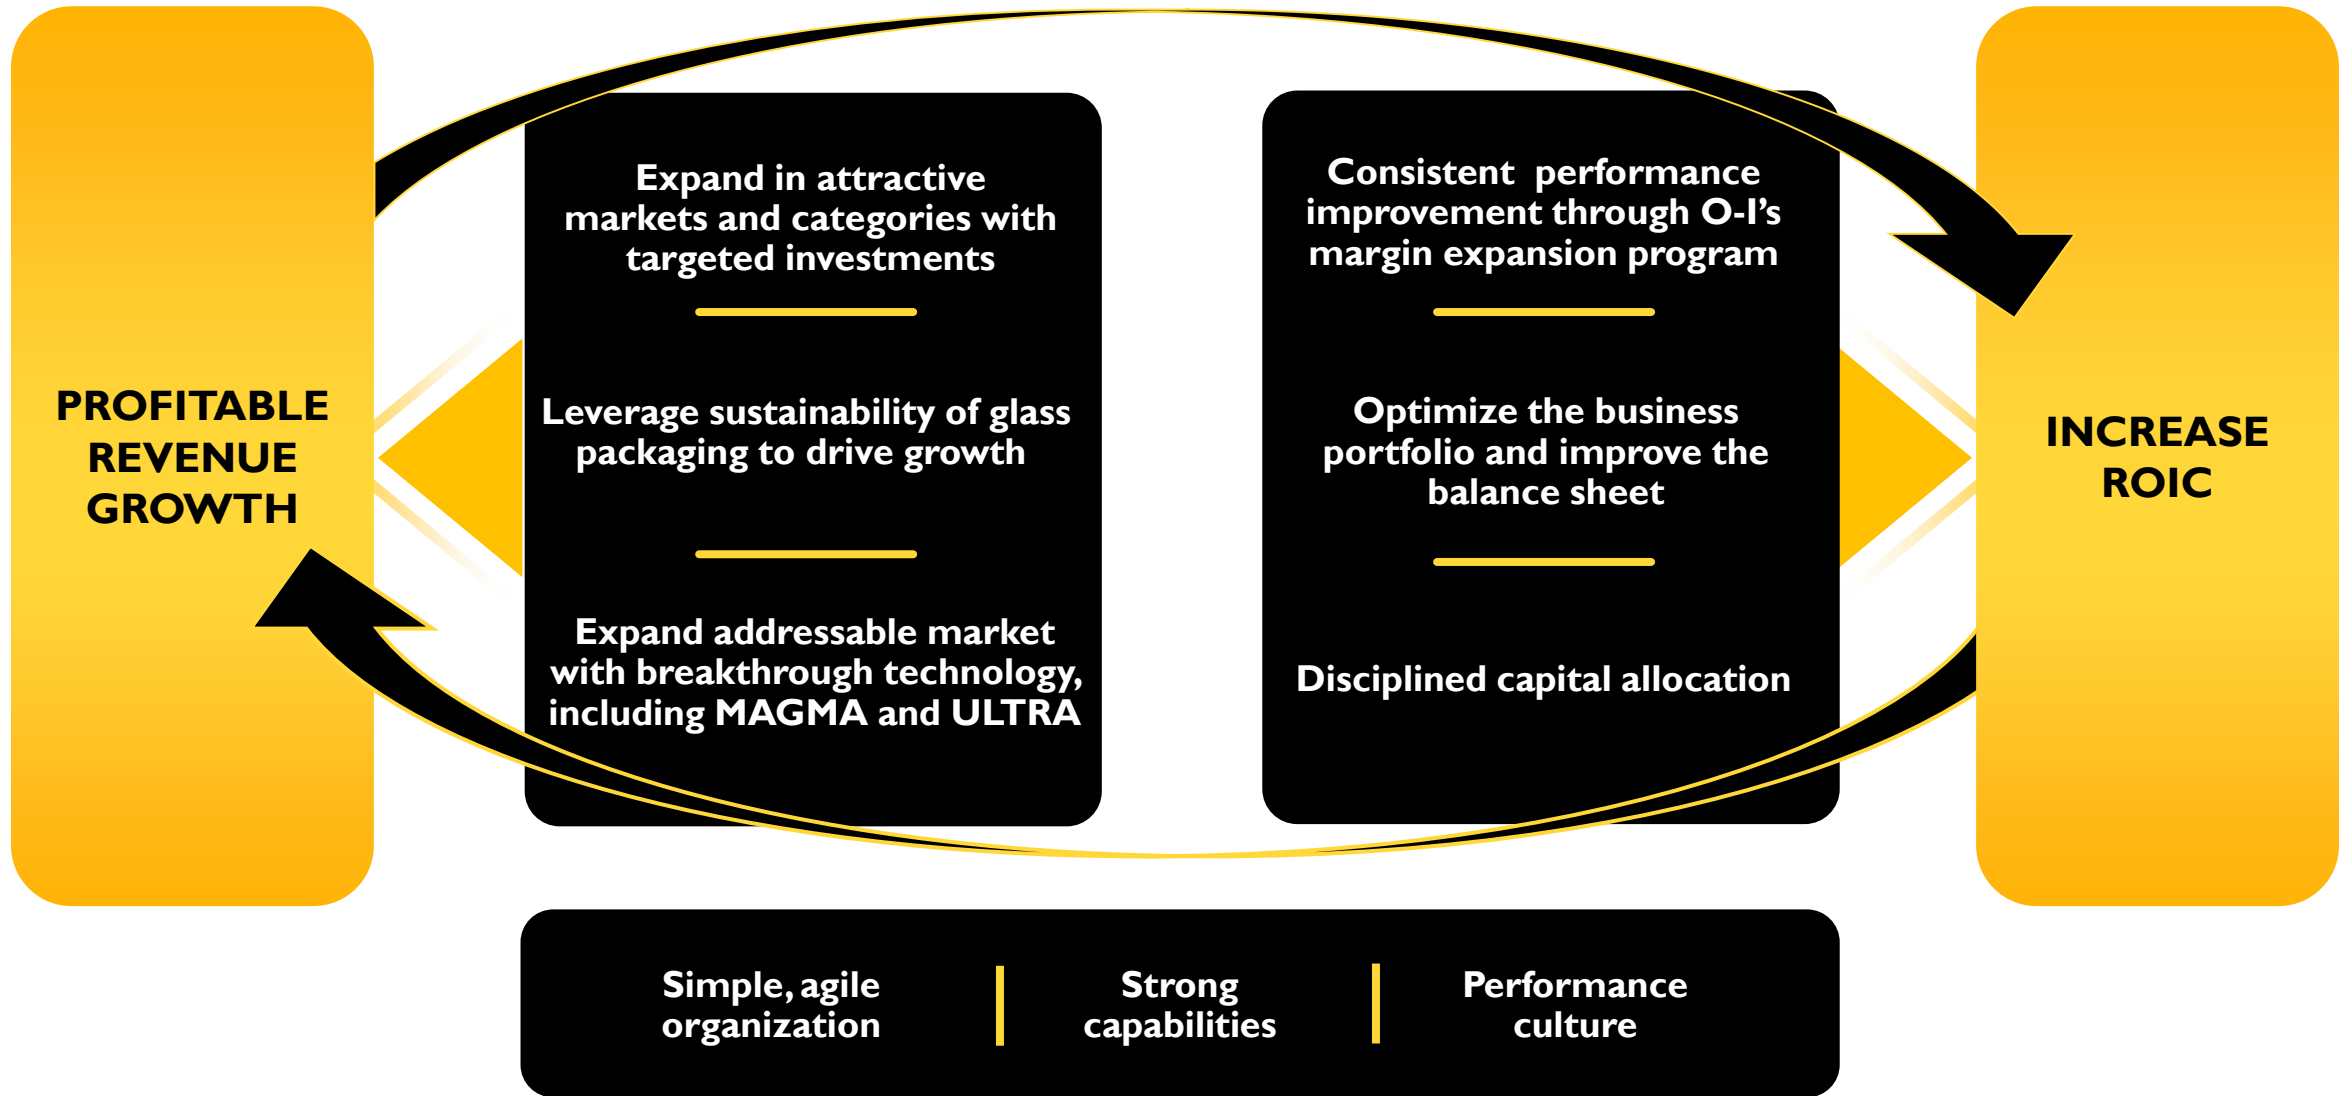 PROFITABLE
REVENUE
GROWTH
Expand in attractive
markets and categories with
targeted investments
Leverage sustainability of glass
packaging to drive growth
Expand addressable market
with breakthrough technology,
including MAGMA and ULTRA
Consistent performance
improvement through O-I’s
margin expansion program
Optimize the business
portfolio and improve the
balance sheet
Disciplined capital allocation
INCREASE
ROIC
Simple, agile
organization
Strong
capabilities
Performance
culture